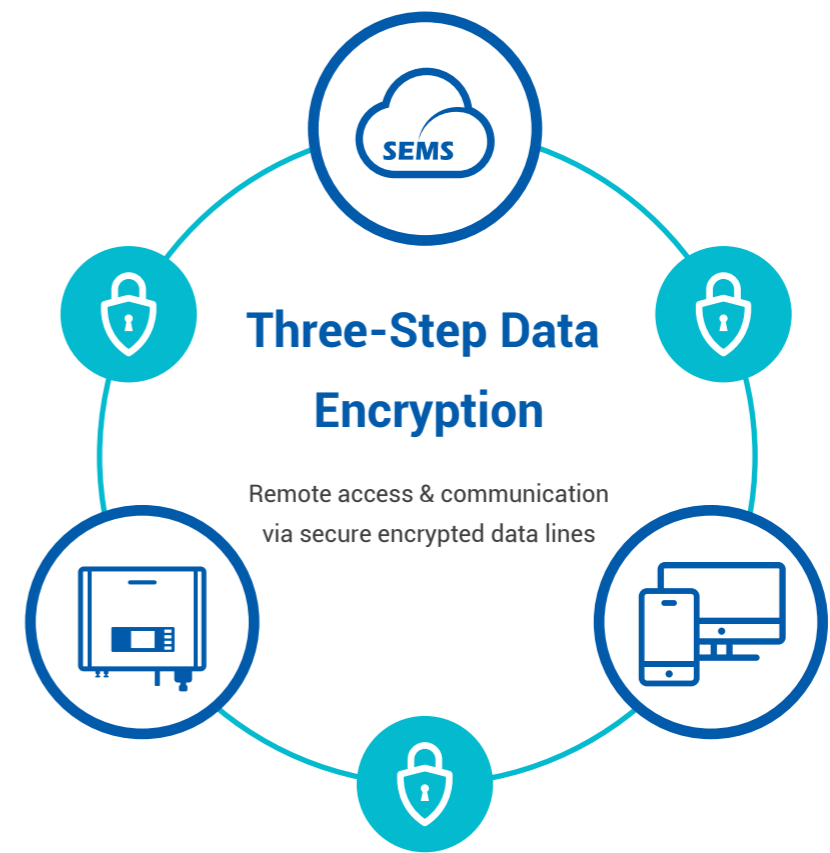 SEMS
Three-Step Data
Encryption
Remote access & communication
via secure encrypted data lines